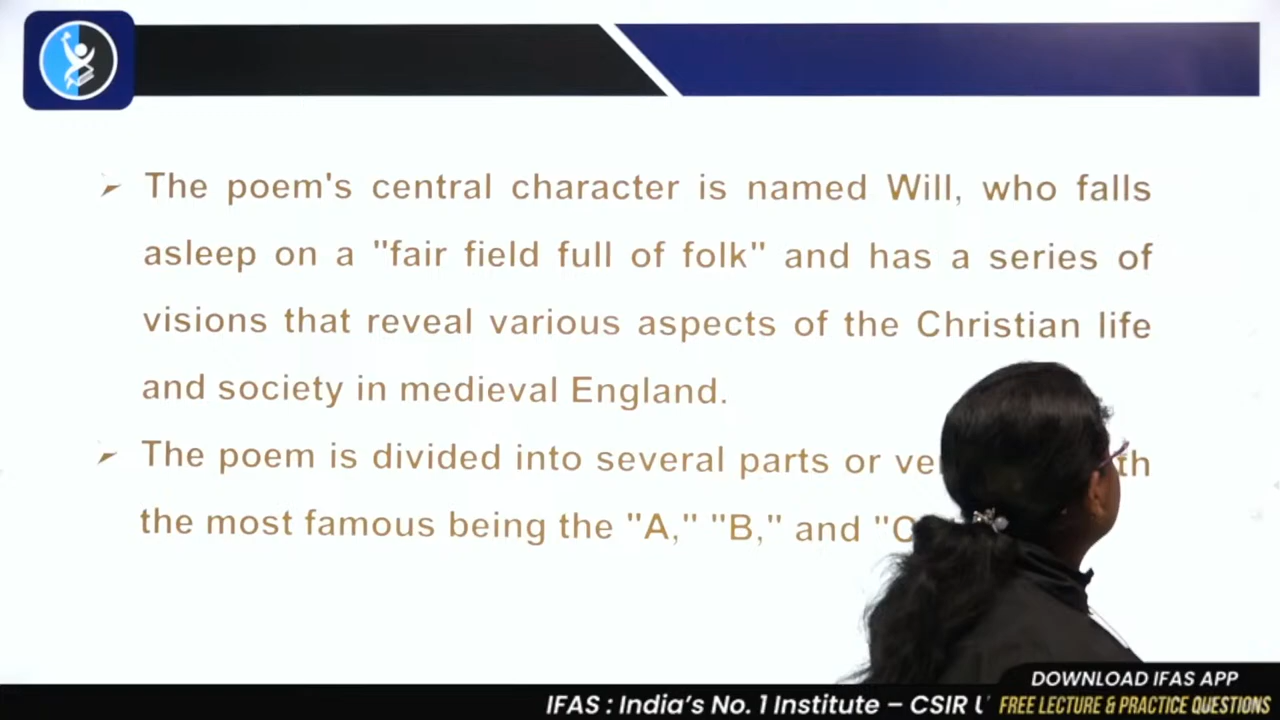 The poem's central character is named Will, who falls
asleep on a "fair field full of folk" and has a series of
visions that reveal various aspects of the Christian life
and society in medieval England.
The poem is divided into several parts or
the most famous being the "A," "B," and
DOWNLOAD IFAS APP
IFAS : India's No. 1 Institute – CSIR
FREE LECTURE & PRACTICE QUESTIONS